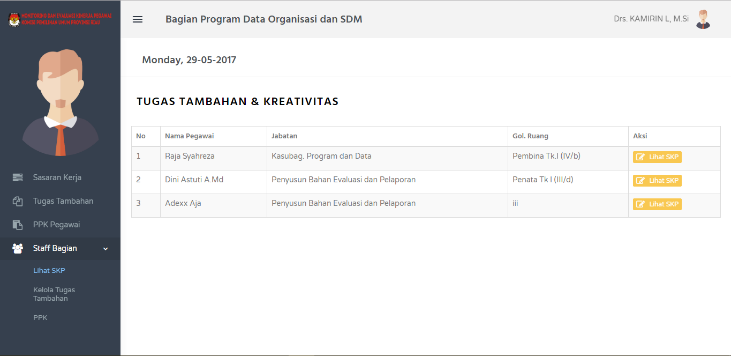 Bagian Program Data Organisasi dan SDM
Drs. KAMIRIN L, M.Si
Monday, 29-05-2017
TUGAS TAMBAHAN & KREATIVITAS
No Nama Pegawai Jabatan Gol. Ruang Aksi
1 Raja Syahreza Kasubag. Program dan Data Pembina Tk.I (IV/b) Lihat SKP
2 Dini Astuti A.Md Penyusun Bahan Evaluasi dan Pelaporan Penata Tk I (III/d) Lihat SKP
3 Adexx Aja Penyusun Bahan Evaluasi dan Pelaporan iii Lihat SKP
Sasaran Kerja
Tugas Tambahan
PPK Pegawai
Staff Bagian
Lihat SKP
Kelola Tugas
Tambahan
PPK